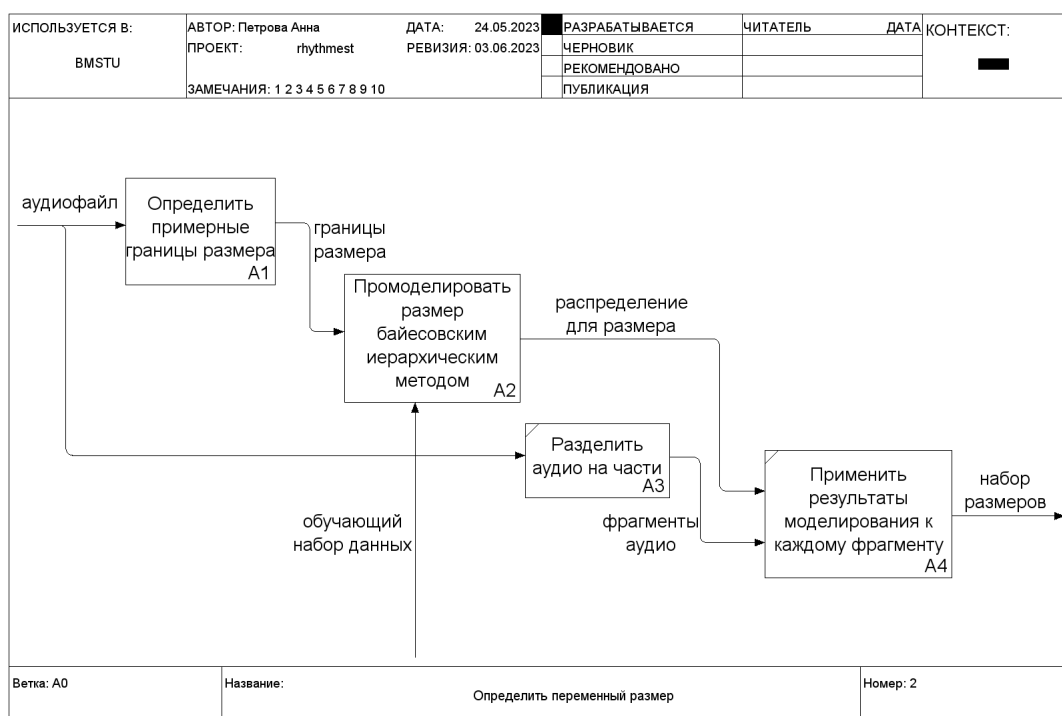 ИСПОЛЬЗУЕТСЯ В:
BMSTU
АВТОР: Петрова Анна
ДАТА: 24.05.2023
ПРОЕКТ: rhythmest
РЕВИЗИЯ: 03.06.2023
ЗАМЕЧАНИЯ: 1 2 3 4 5 6 7 8 9 10
РАЗРАБАТЫВАЕТСЯ
ЧЕРНОВИК
РЕКОМЕНДОВАНО
ПУБЛИКАЦИЯ
ЧИТАТЕЛЬ
ДАТА
КОНТЕКСТ:
аудиофайл
Определить
примерные
границы размера
A1
границы
размера
Промоделировать
размер
байесовским
иерархическим
методом
A2
распределение
для размера
Разделить
аудио на части
A3
обучающий
набор данных
фрагменты
аудио
Применить
результаты
моделирования к
каждому фрагменту
A4
набор
размеров
Ветка: A0
Название:
Определить переменный размер
Номер: 2